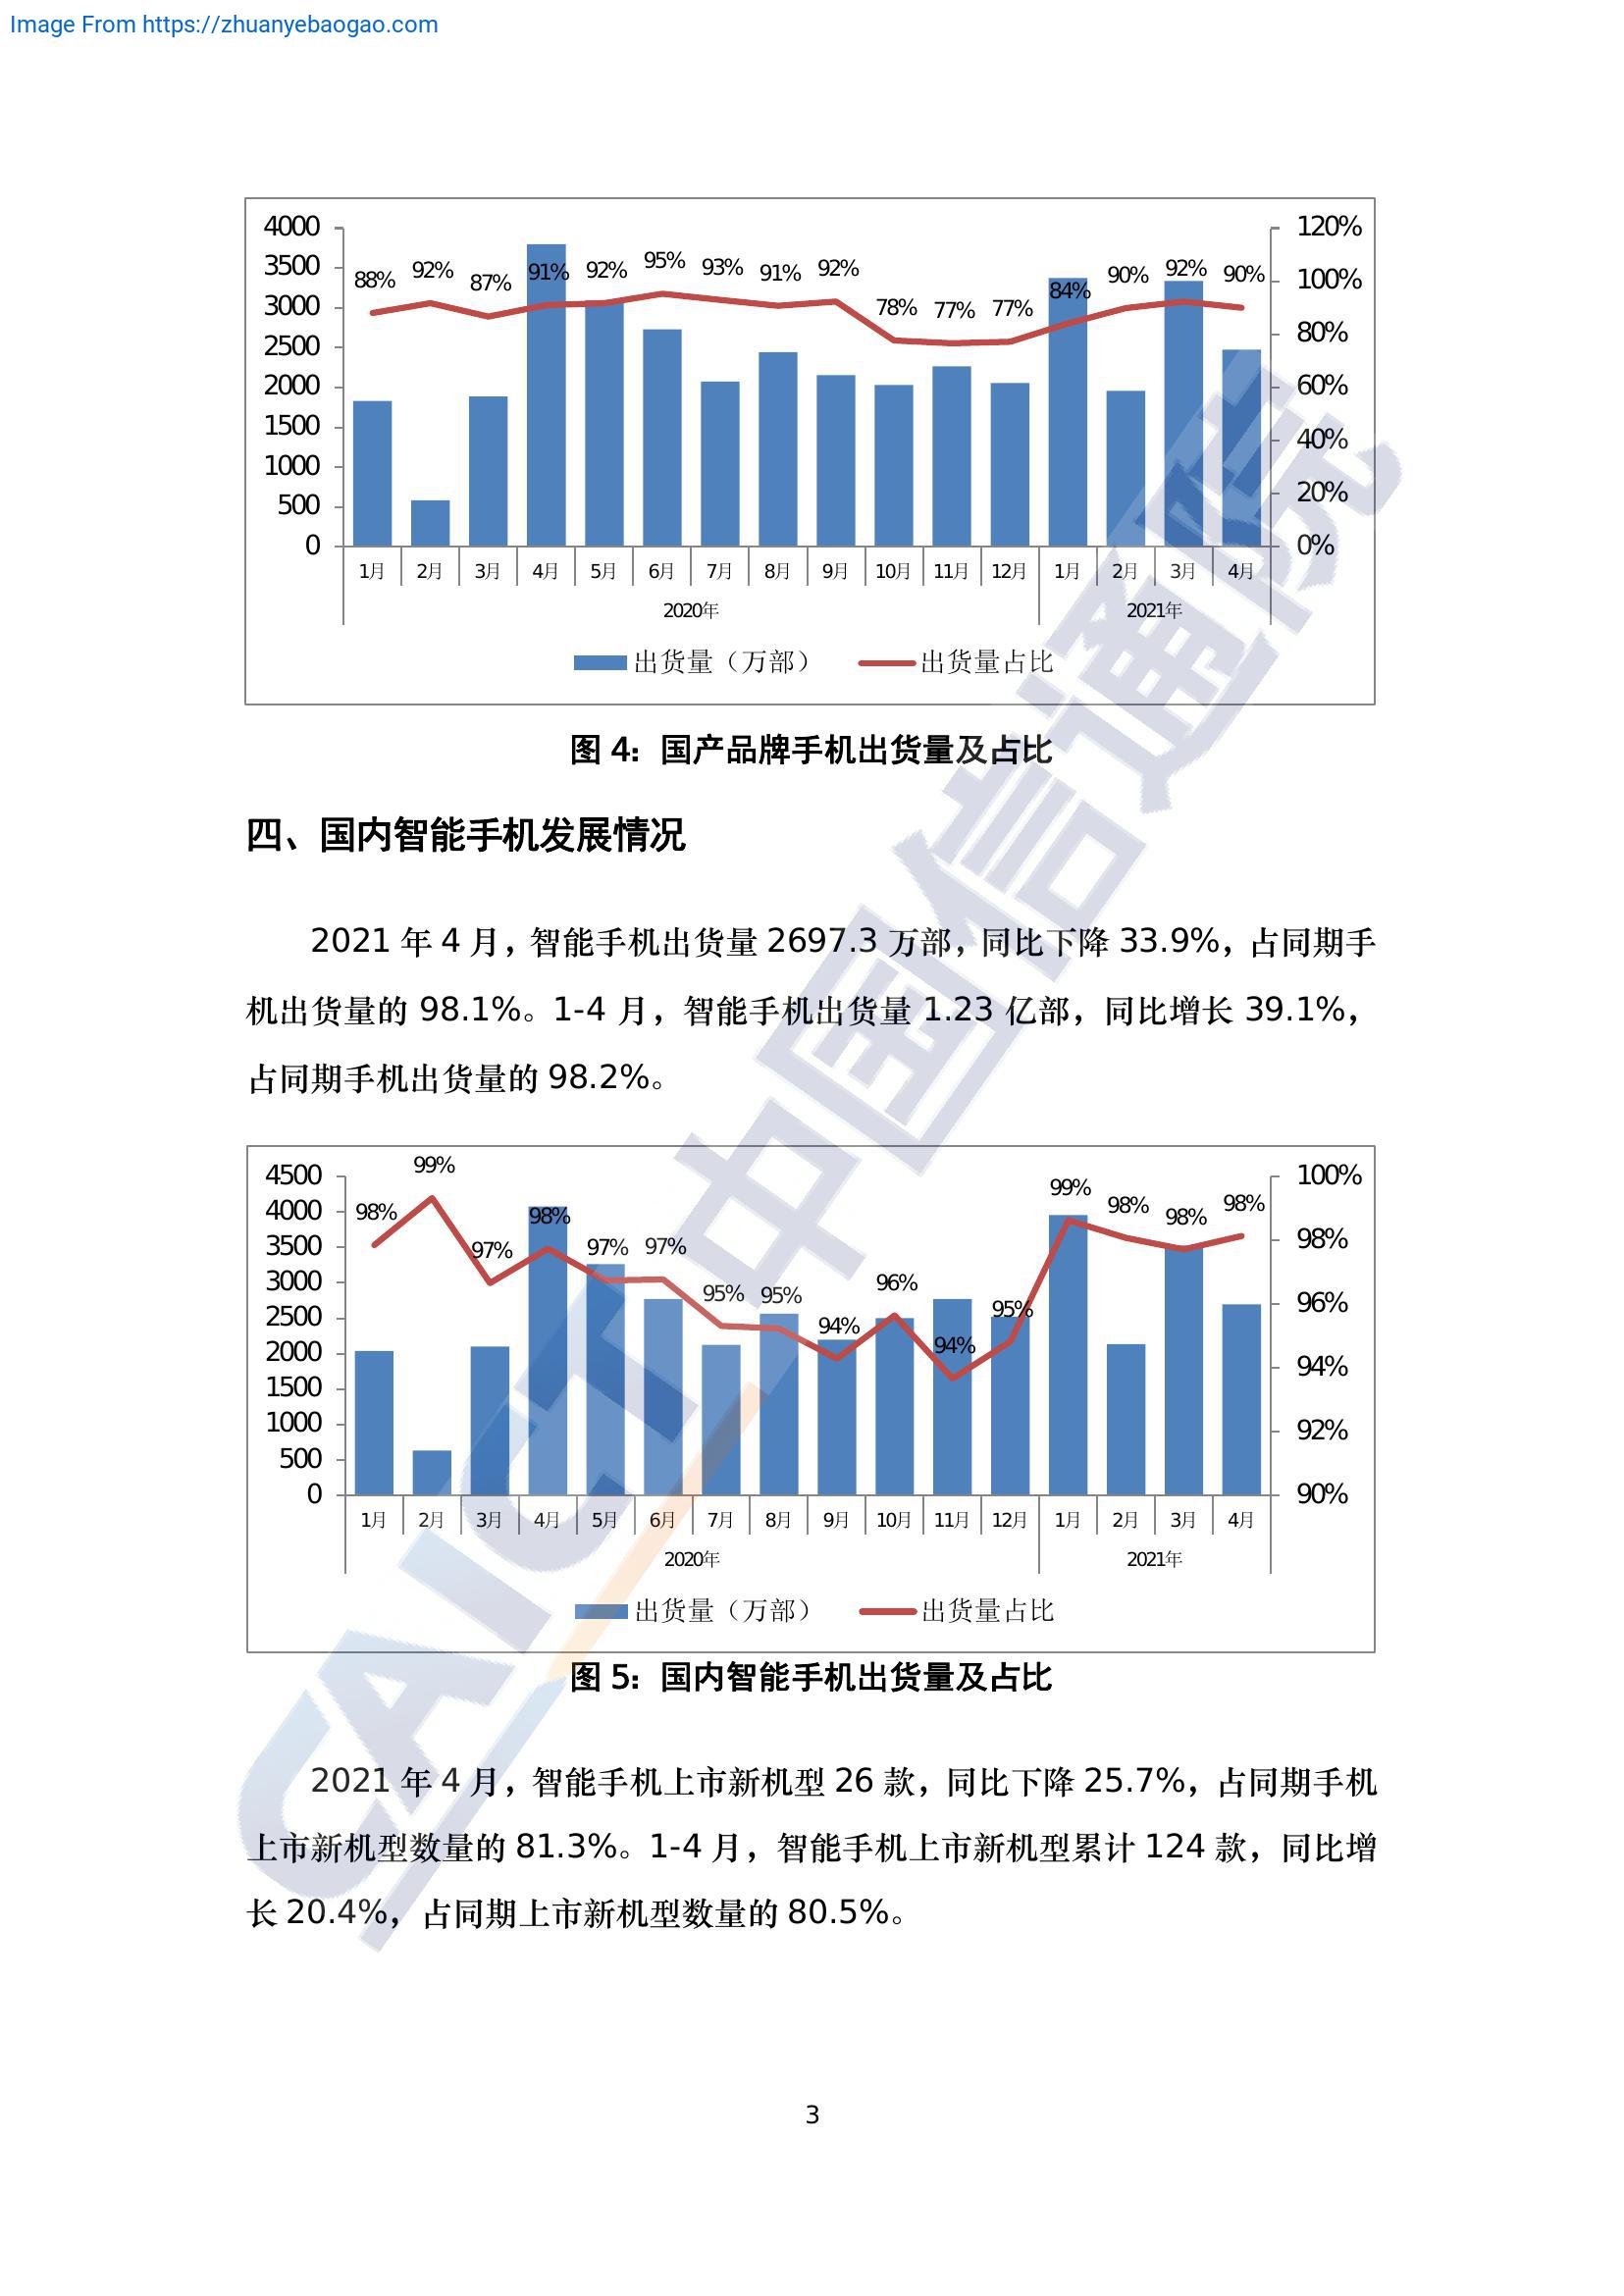 Image From https://zhuanyebaogao.com
4000
3500
3000
2500
2000
1500
1000
500
0
120%
100%
80%
60%
40%
20%
0%
88% 92% 87% 91% 92% 95% 93% 91% 92% 78% 77% 77% 84% 90% 92% 90%
1月 2月 3月 4月 5月 6月 7月 8月 9月 10月 11月 12月 1月 2月 3月 4月
2020年 2021年
出货量（万部） 出货量占比
图 4：国产品牌手机出货量及占比
四、国内智能手机发展情况
2021 年 4 月，智能手机出货量 2697.3 万部，同比下降 33.9%，占同期手
机出货量的 98.1%。1-4 月，智能手机出货量 1.23 亿部，同比增长 39.1%，
占同期手机出货量的 98.2%。
4500
4000
3500
3000
2500
2000
1500
1000
500
0
100%
98%
96%
94%
92%
90%
98% 99% 97% 98% 97% 97% 95% 95% 94% 96% 94% 95% 99% 98% 98% 98%
1月 2月 3月 4月 5月 6月 7月 8月 9月 10月 11月 12月 1月 2月 3月 4月
2020年 2021年
出货量（万部） 出货量占比
图 5：国内智能手机出货量及占比
2021 年 4 月，智能手机上市新机型 26 款，同比下降 25.7%，占同期手机
上市新机型数量的 81.3%。1-4 月，智能手机上市新机型累计 124 款，同比增
长 20.4%，占同期上市新机型数量的 80.5%。
3
CAICT 中国信通院